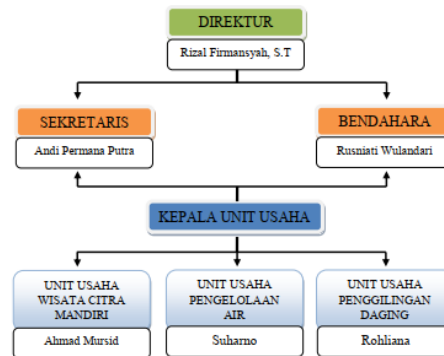 DIREKTUR
Rizal Firmansyah, S.T
SEKRETARIS
Andi Permana Putra
BENDAHARA
Rusniati Wulandari
KEPALA UNIT USAHA
UNIT USAHA
WISATA CITRA
MANDIRI
Ahmad Mursid
UNIT USAHA
PENGELOLAAN
AIR
Suharno
UNIT USAHA
PENGGILINGAN
DAGING
Rohliana